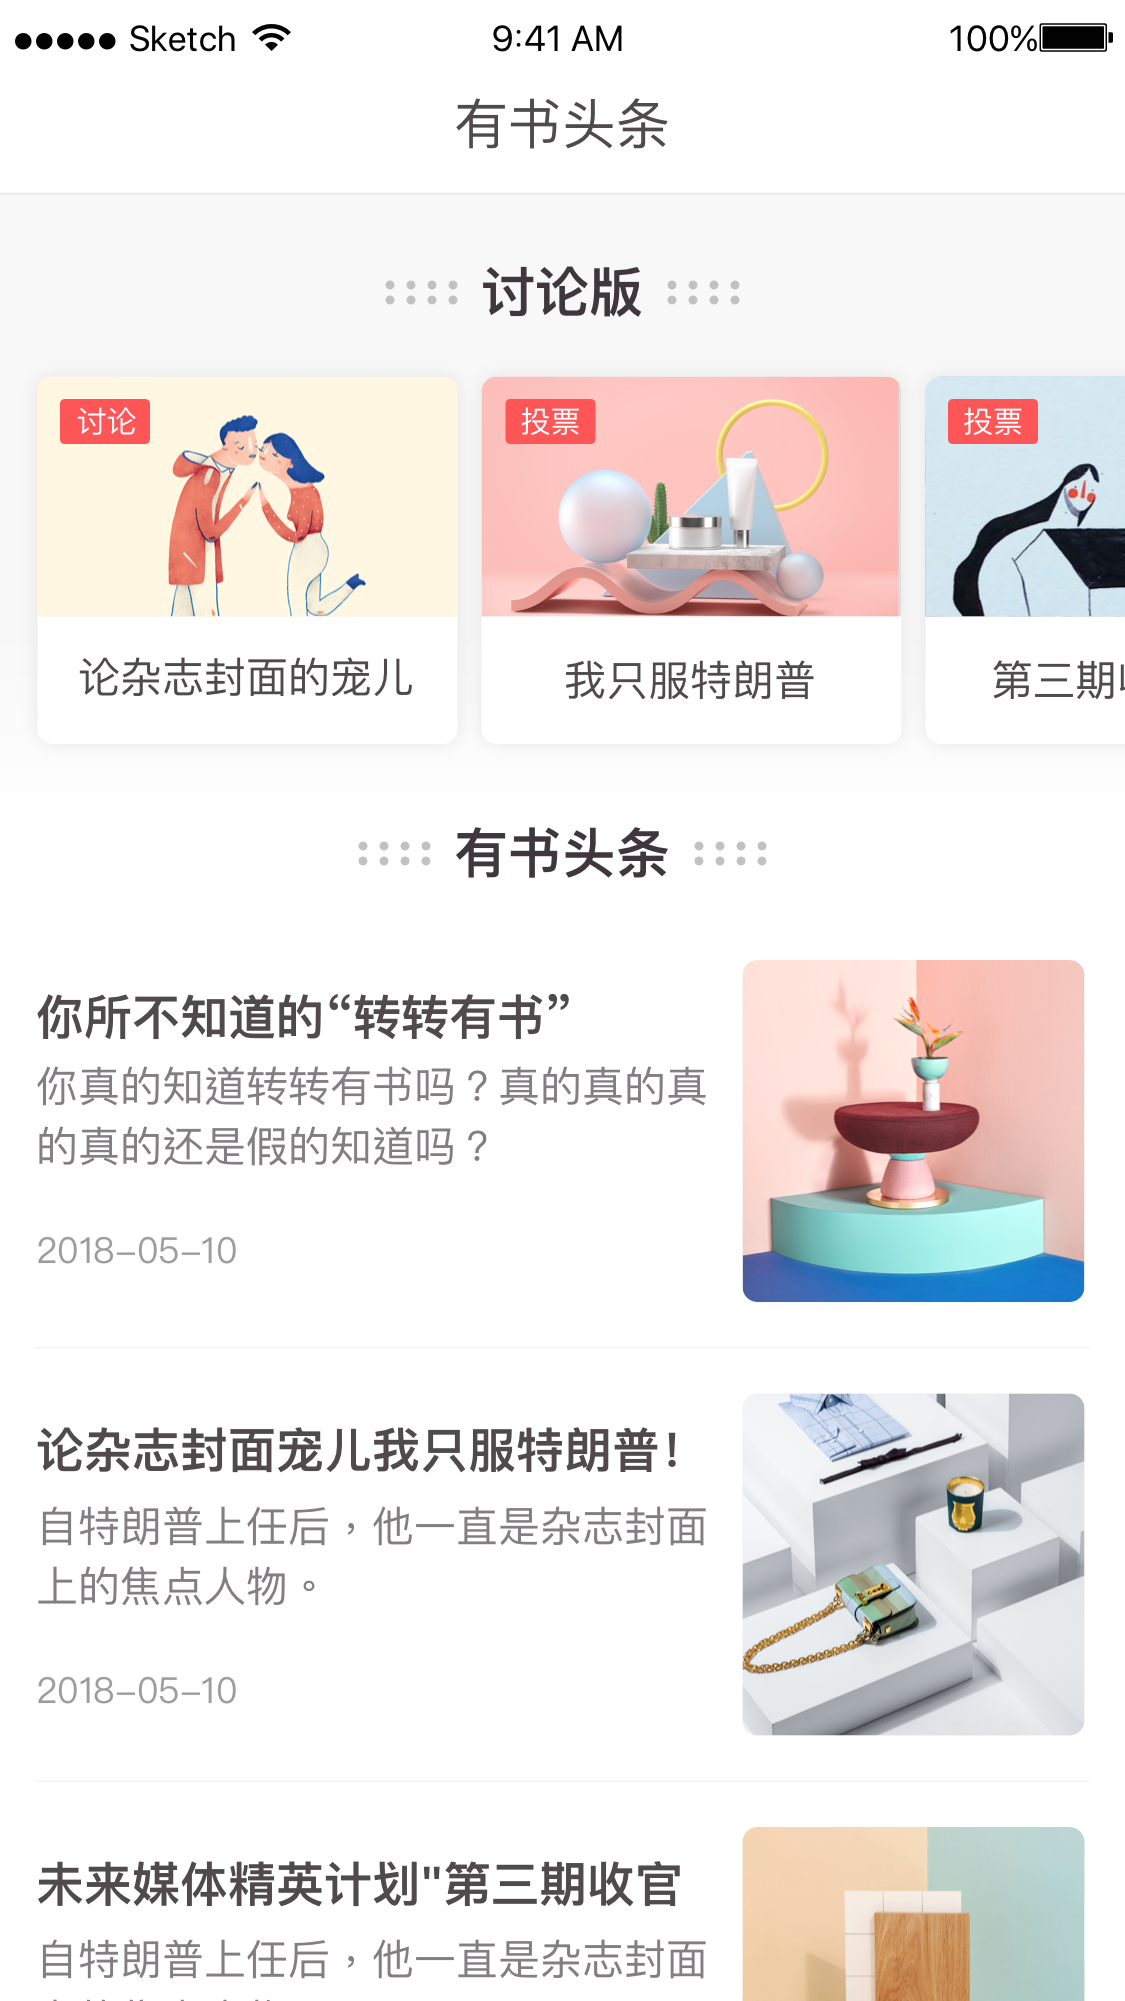 Sketch 9:41 AM 100%
有书头条
讨论版
讨论
投票
投票
论杂志封面的宠儿
我只服特朗普
第三期
有书头条
你所不知道的“转转有书”
你真的知道转转有书吗？真的真的真
的真的还是假的知道吗？
2018-05-10
论杂志封面宠儿我只服特朗普！
自特朗普上任后，他一直是杂志封面
上的焦点人物。
2018-05-10
未来媒体精英计划"第三期收官
自特朗普上任后，他一直是杂志封面